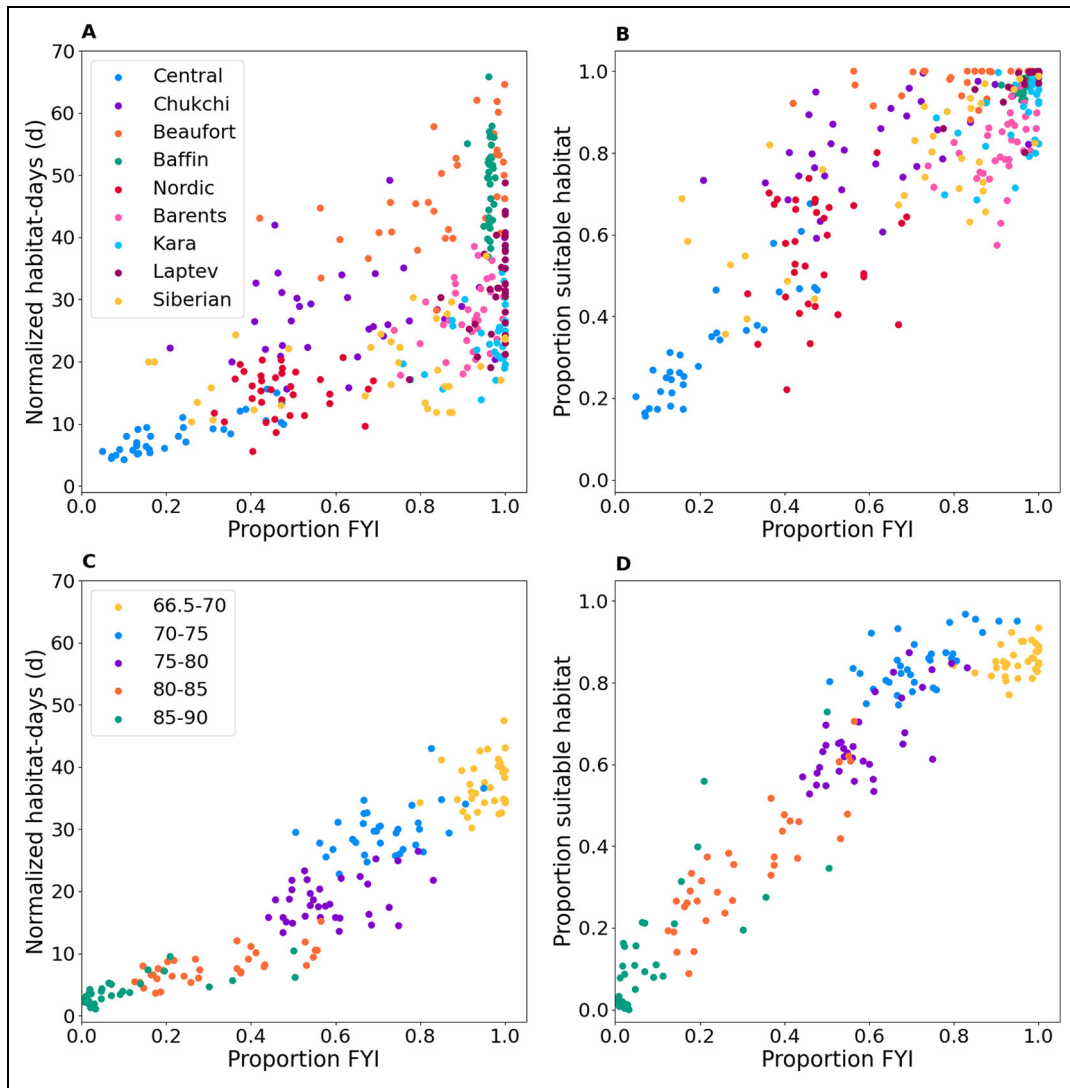 A
B
70
60
50
40
30
20
10
0
Normalized habitat-days (d)
Central
Chukchi
Beaufort
Baffin
Nordic
Barents
Kara
Laptev
Siberian
0.0 0.2 0.4 0.6 0.8 1.0
Proportion FYI
1.0
0.8
0.6
0.4
0.2
0.0
Proportion suitable habitat
0.0 0.2 0.4 0.6 0.8 1.0
Proportion FYI
C
D
70
60
50
40
30
20
10
0
Normalized habitat-days (d)
66.5-70
70-75
75-80
80-85
85-90
0.0 0.2 0.4 0.6 0.8 1.0
Proportion FYI
1.0
0.8
0.6
0.4
0.2
0.0
Proportion suitable habitat
0.0 0.2 0.4 0.6 0.8 1.0
Proportion FYI